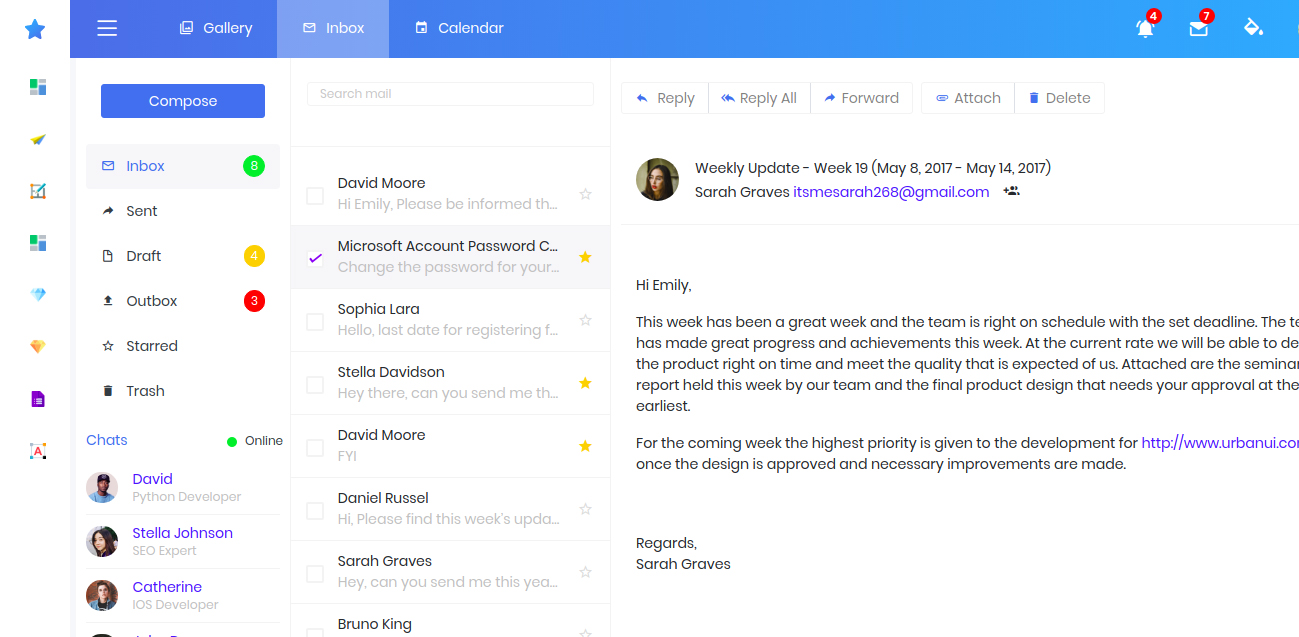 Gallery
Inbox
Calendar
4
7
Compose
Inbox
8
Sent
Draft
4
Outbox
3
Starred
Trash
Chats
Online
David
Python Developer
Stella Johnson
SEO Expert
Catherine
IOS Developer
Search mail
David Moore
Hi Emily, Please be informed th...
Microsoft Account Password C...
Change the password for your...
Sophia Lara
Hello, last date for registering f...
Stella Davidson
Hey there, can you send me th...
David Moore
FYI
Daniel Russel
Hi, Please find this week's upda...
Sarah Graves
Hey, can you send me this yea...
Bruno King
Reply
Reply All
Forward
Attach
Delete
Weekly Update - Week 19 (May 8, 2017 - May 14, 2017)
Sarah Graves itsmesarah268@gmail.com
Hi Emily,
This week has been a great week and the team is right on schedule with the set deadline. The te
has made great progress and achievements this week. At the current rate we will be able to de
the product right on time and meet the quality that is expected of us. Attached are the seminar
report held this week by our team and the final product design that needs your approval at the
earliest.
For the coming week the highest priority is given to the development for http://www.urbanui.co
once the design is approved and necessary improvements are made.
Regards,
Sarah Graves
A